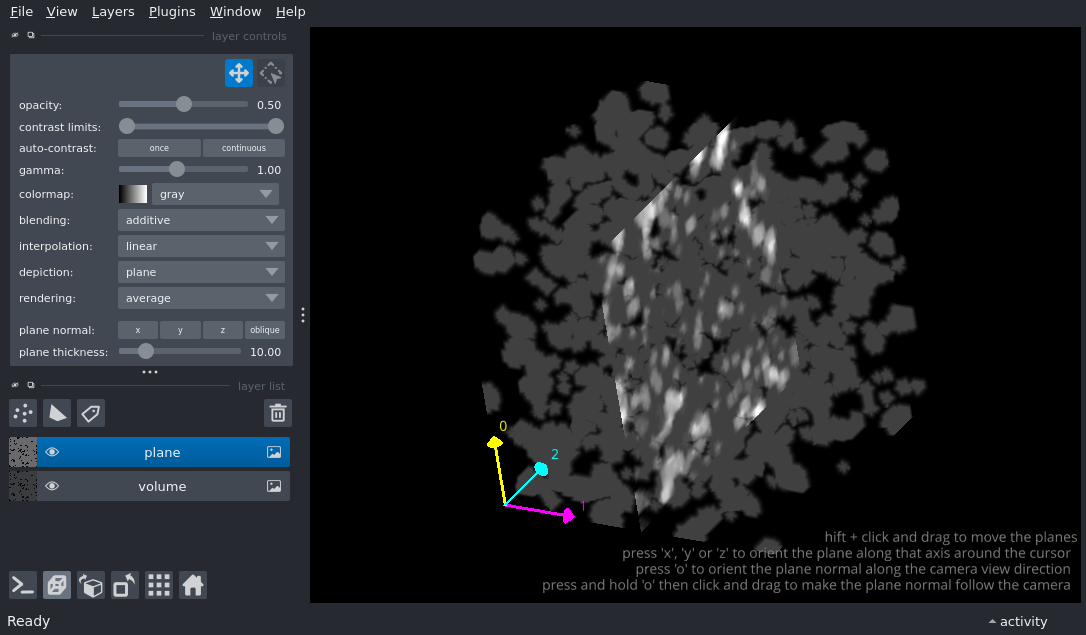 File View Layers Plugins Window Help
layer controls
opacity: 0.50
contrast limits:
auto-contrast: once continuous
gamma: 1.00
colormap: gray
blending: additive
interpolation: linear
depiction: plane
rendering: average
plane normal: x y z oblique
plane thickness: 10.00
layer list
plane
volume
0
2
1
hift + click and drag to move the planes
press 'x', 'y' or 'z' to orient the plane along that axis around the cursor
press 'o' to orient the plane normal along the camera view direction
press and hold 'o' then click and drag to make the plane normal follow the camera
Ready
activity